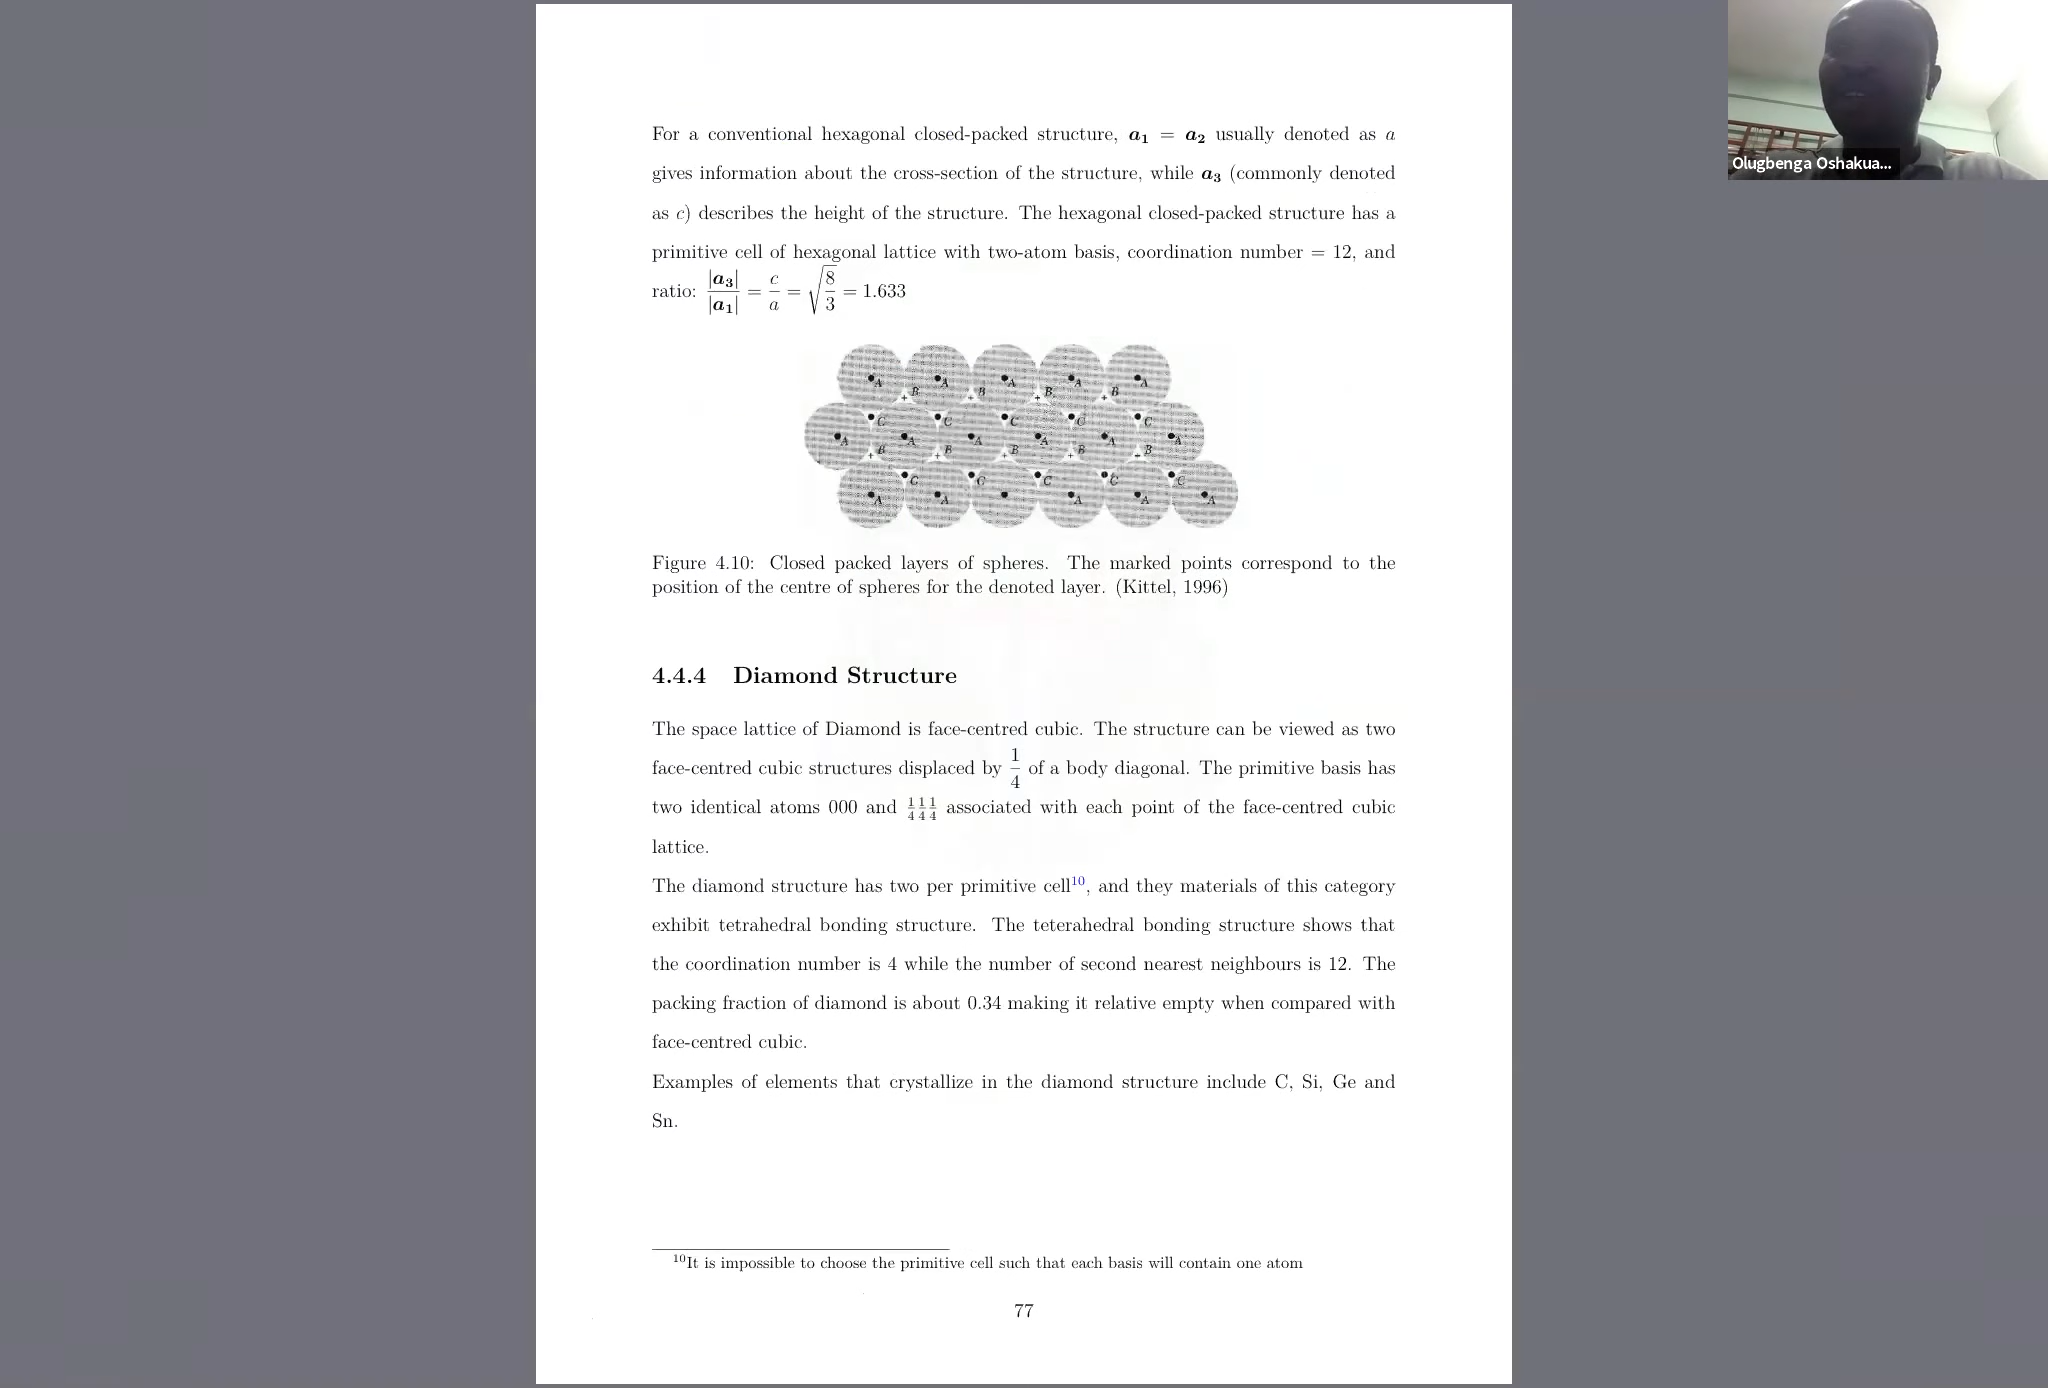 For a conventional hexagonal closed-packed structure, a₁ = a₂ usually denoted as a
gives information about the cross-section of the structure, while a₃ (commonly denoted
as c) describes the height of the structure. The hexagonal closed-packed structure has a
primitive cell of hexagonal lattice with two-atom basis, coordination number = 12, and
ratio: |a₃|/|a₁| = c/a = √(8/3) = 1.633
A A A A A
B B B B
C C C C C
A A A A A A
B B B B B
C C C C C
A A A A A
Figure 4.10: Closed packed layers of spheres. The marked points correspond to the
position of the centre of spheres for the denoted layer. (Kittel, 1996)
4.4.4 Diamond Structure
The space lattice of Diamond is face-centred cubic. The structure can be viewed as two
face-centred cubic structures displaced by 1/4 of a body diagonal. The primitive basis has
two identical atoms 000 and 1/4 1/4 1/4 associated with each point of the face-centred cubic
lattice.
The diamond structure has two per primitive cell¹⁰, and they materials of this category
exhibit tetrahedral bonding structure. The teterahedral bonding structure shows that
the coordination number is 4 while the number of second nearest neighbours is 12. The
packing fraction of diamond is about 0.34 making it relative empty when compared with
face-centred cubic.
Examples of elements that crystallize in the diamond structure include C, Si, Ge and
Sn.
¹⁰It is impossible to choose the primitive cell such that each basis will contain one atom
77
Olugbenga Oshakua...